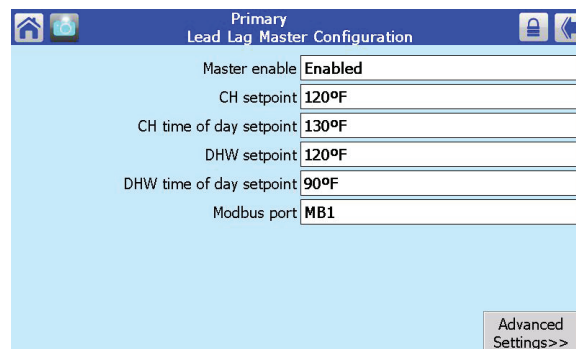 Primary
Lead Lag Master Configuration
Master enable Enabled
CH setpoint 120ºF
CH time of day setpoint 130ºF
DHW setpoint 120ºF
DHW time of day setpoint 90ºF
Modbus port MB1
Advanced
Settings>>